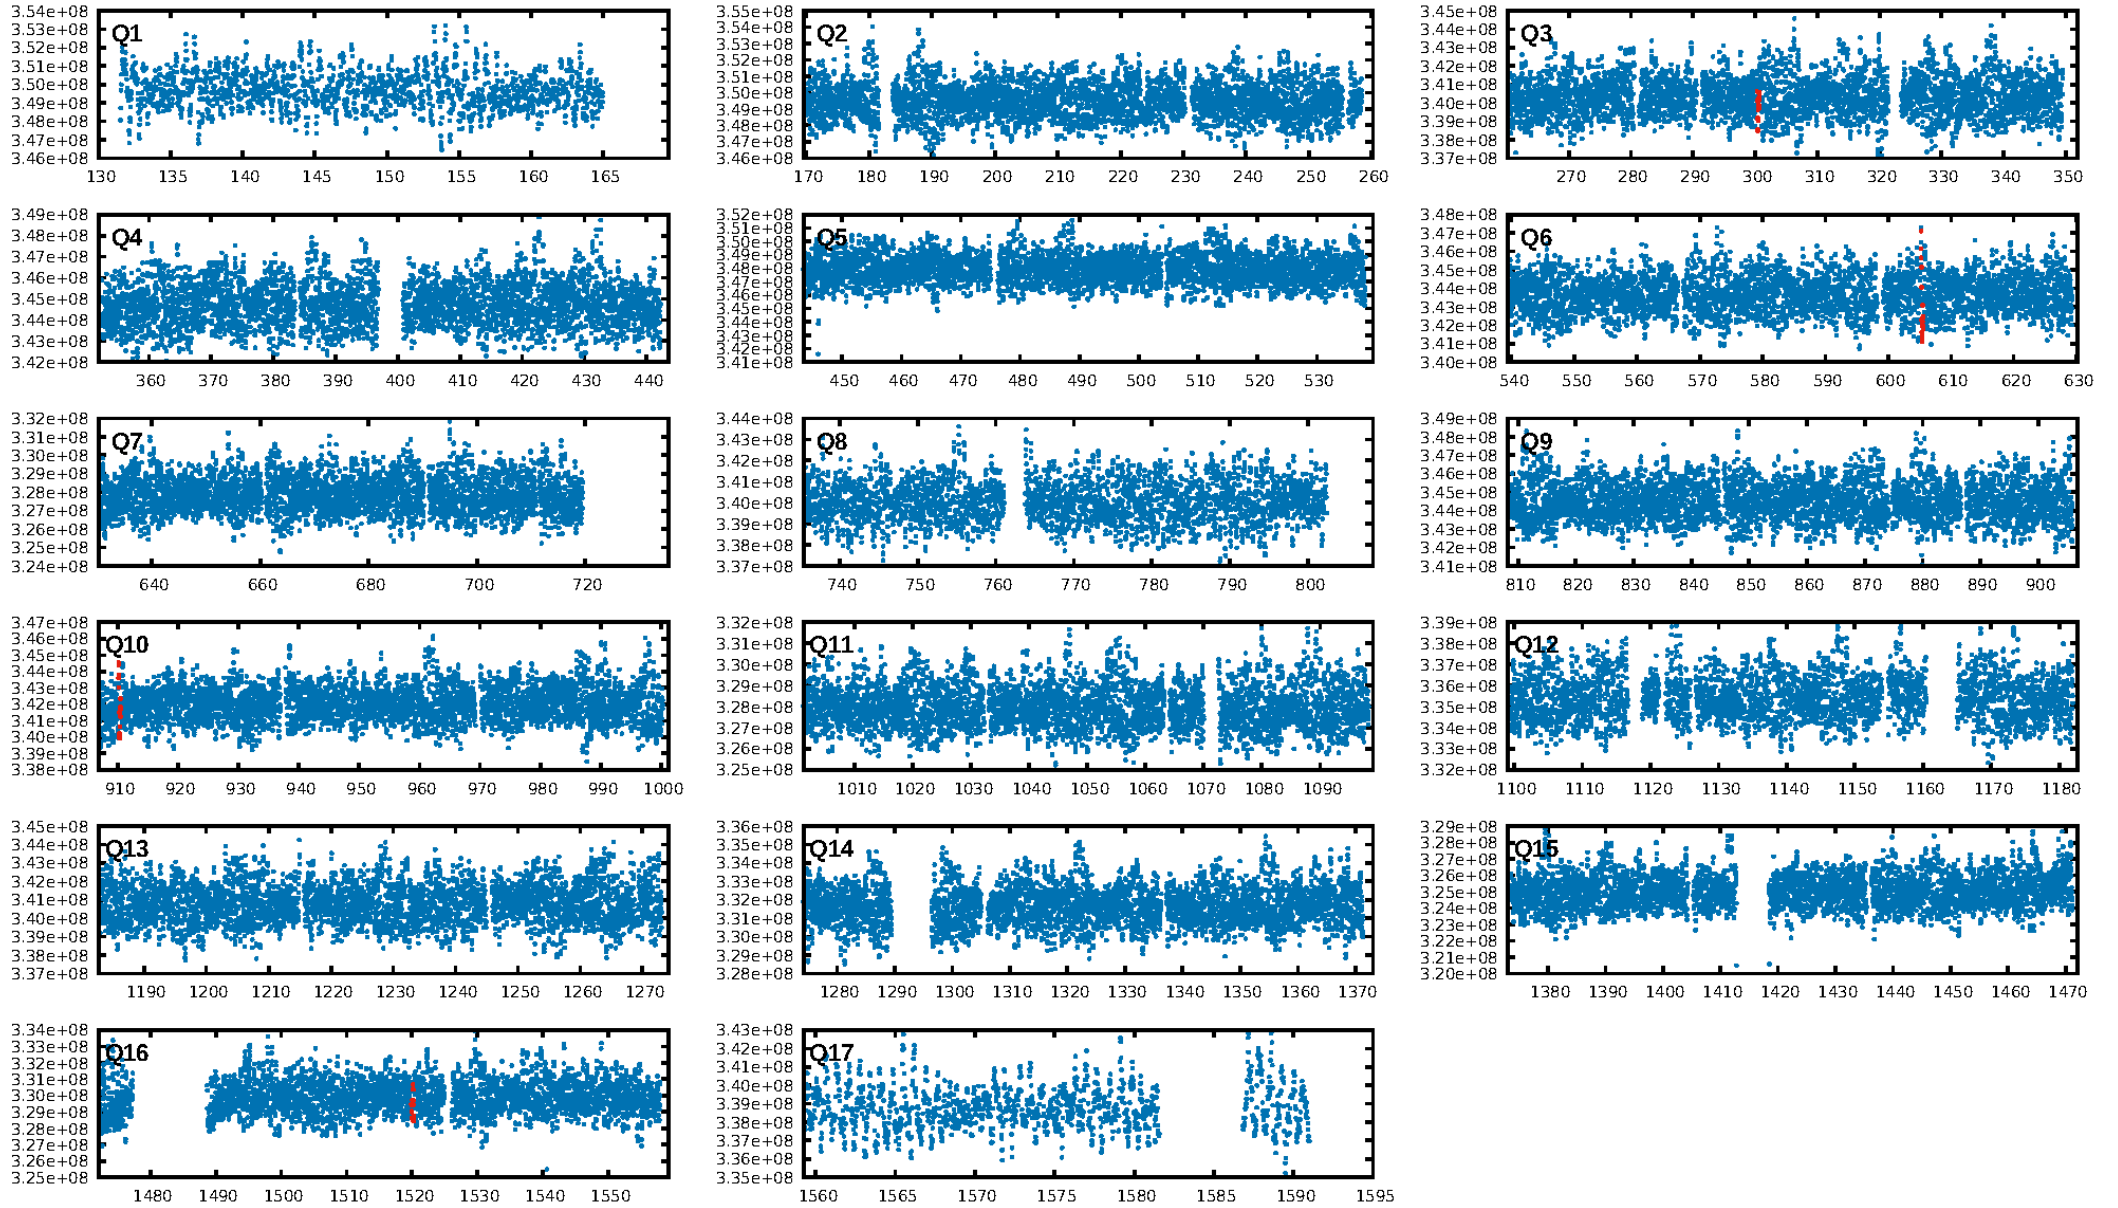 3.54e+08 3.53e+08 3.52e+08 3.51e+08 3.50e+08 3.49e+08 3.48e+08 3.47e+08 3.46e+08
Q1
130 135 140 145 150 155 160 165
3.55e+08 3.54e+08 3.53e+08 3.52e+08 3.51e+08 3.50e+08 3.49e+08 3.48e+08 3.47e+08 3.46e+08
Q2
170 180 190 200 210 220 230 240 250 260
3.45e+08 3.44e+08 3.43e+08 3.42e+08 3.41e+08 3.40e+08 3.39e+08 3.38e+08 3.37e+08
Q3
270 280 290 300 310 320 330 340 350
3.49e+08 3.48e+08 3.47e+08 3.46e+08 3.45e+08 3.44e+08 3.43e+08 3.42e+08
Q4
360 370 380 390 400 410 420 430 440
3.52e+08 3.51e+08 3.50e+08 3.49e+08 3.48e+08 3.47e+08 3.46e+08 3.45e+08 3.44e+08 3.43e+08 3.42e+08 3.41e+08
Q5
450 460 470 480 490 500 510 520 530
3.48e+08 3.47e+08 3.46e+08 3.45e+08 3.44e+08 3.43e+08 3.42e+08 3.41e+08 3.40e+08
Q6
540 550 560 570 580 590 600 610 620 630
3.32e+08 3.31e+08 3.30e+08 3.29e+08 3.28e+08 3.27e+08 3.26e+08 3.25e+08 3.24e+08
Q7
640 660 680 700 720
3.44e+08 3.43e+08 3.42e+08 3.41e+08 3.40e+08 3.39e+08 3.38e+08 3.37e+08
Q8
740 750 760 770 780 790 800
3.49e+08 3.48e+08 3.47e+08 3.46e+08 3.45e+08 3.44e+08 3.43e+08 3.42e+08 3.41e+08
Q9
810 820 830 840 850 860 870 880 890 900
3.47e+08 3.46e+08 3.45e+08 3.44e+08 3.43e+08 3.42e+08 3.41e+08 3.40e+08 3.39e+08 3.38e+08
Q10
910 920 930 940 950 960 970 980 990 1000
3.32e+08 3.31e+08 3.30e+08 3.29e+08 3.28e+08 3.27e+08 3.26e+08 3.25e+08
Q11
1010 1020 1030 1040 1050 1060 1070 1080 1090
3.39e+08 3.38e+08 3.37e+08 3.36e+08 3.35e+08 3.34e+08 3.33e+08 3.32e+08
Q12
1100 1110 1120 1130 1140 1150 1160 1170 1180
3.45e+08 3.44e+08 3.43e+08 3.42e+08 3.41e+08 3.40e+08 3.39e+08 3.38e+08 3.37e+08
Q13
1190 1200 1210 1220 1230 1240 1250 1260 1270
3.36e+08 3.35e+08 3.34e+08 3.33e+08 3.32e+08 3.31e+08 3.30e+08 3.29e+08 3.28e+08
Q14
1280 1290 1300 1310 1320 1330 1340 1350 1360 1370
3.29e+08 3.28e+08 3.27e+08 3.26e+08 3.25e+08 3.24e+08 3.23e+08 3.22e+08 3.21e+08 3.20e+08
Q15
1380 1390 1400 1410 1420 1430 1440 1450 1460 1470
3.34e+08 3.33e+08 3.32e+08 3.31e+08 3.30e+08 3.29e+08 3.28e+08 3.27e+08 3.26e+08 3.25e+08
Q16
1480 1490 1500 1510 1520 1530 1540 1550
3.43e+08 3.42e+08 3.41e+08 3.40e+08 3.39e+08 3.38e+08 3.37e+08 3.36e+08 3.35e+08
Q17
1560 1565 1570 1575 1580 1585 1590 1595